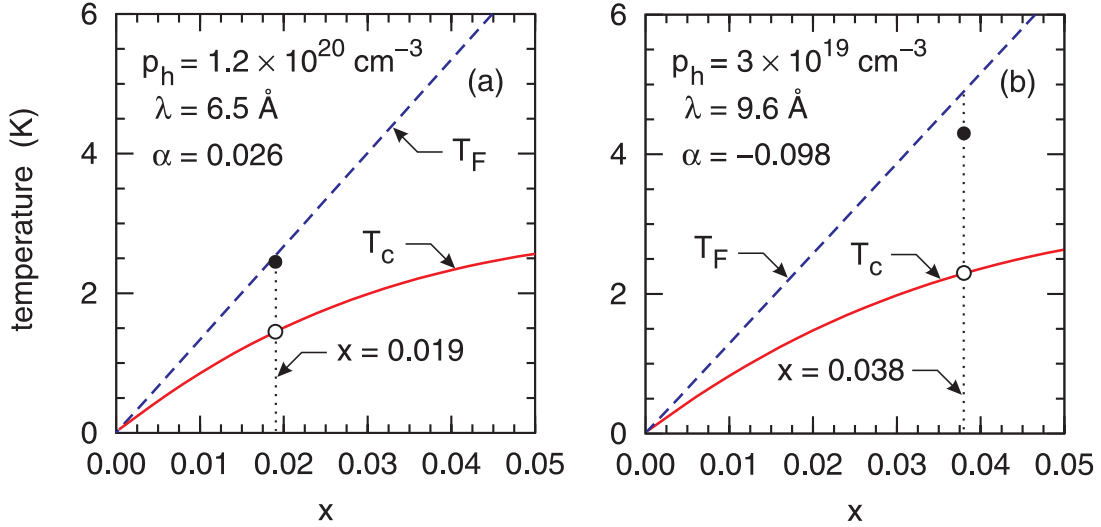 temperature (K)
6
4
2
0
p_h = 1.2 × 10^20 cm^−3
(a)
λ = 6.5 Å
α = 0.026
T_F
T_c
x = 0.019
0.00 0.01 0.02 0.03 0.04 0.05
x
6
4
2
0
p_h = 3 × 10^19 cm^−3
(b)
λ = 9.6 Å
α = −0.098
T_F
T_c
x = 0.038
0.00 0.01 0.02 0.03 0.04 0.05
x